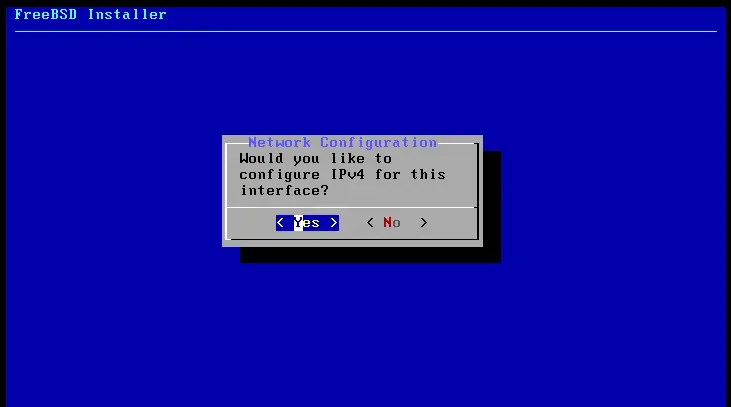 FreeBSD Installer
Network Configuration
Would you like to
configure IPv4 for this
interface?
< Yes > < No >